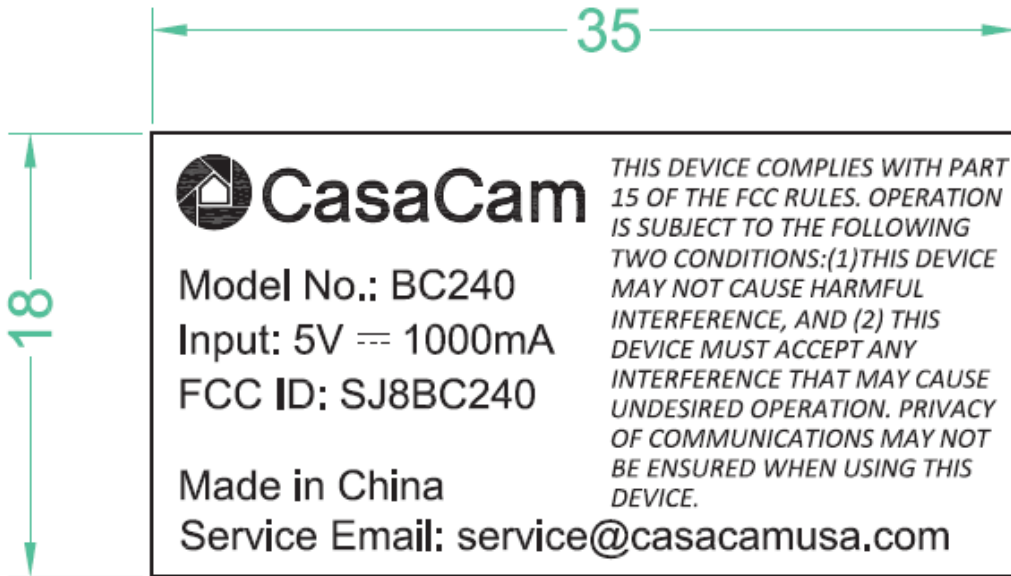 35
18
CasaCam
Model No.: BC240
Input: 5V ⎓ 1000mA
FCC ID: SJ8BC240
Made in China
Service Email: service@casacamusa.com
THIS DEVICE COMPLIES WITH PART
15 OF THE FCC RULES. OPERATION
IS SUBJECT TO THE FOLLOWING
TWO CONDITIONS:(1)THIS DEVICE
MAY NOT CAUSE HARMFUL
INTERFERENCE, AND (2) THIS
DEVICE MUST ACCEPT ANY
INTERFERENCE THAT MAY CAUSE
UNDESIRED OPERATION. PRIVACY
OF COMMUNICATIONS MAY NOT
BE ENSURED WHEN USING THIS
DEVICE.